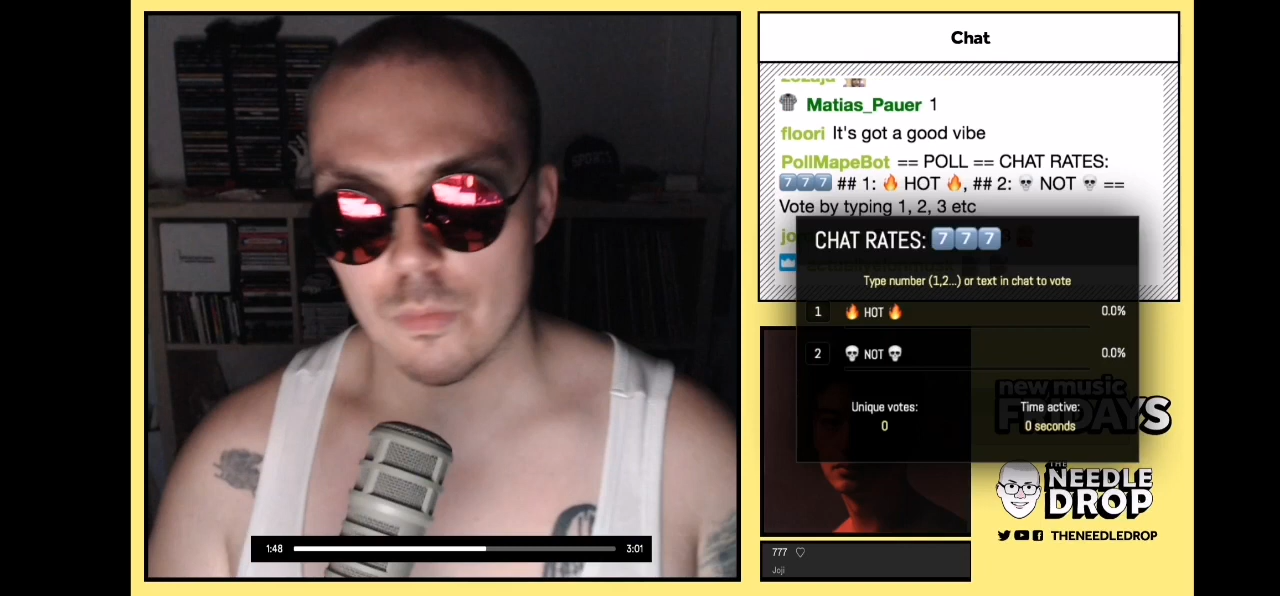 Chat
Matias_Pauer 1
floori It's got a good vibe
PollMapeBot == POLL == CHAT RATES:
7️⃣7️⃣7️⃣ ## 1: 🔥 HOT 🔥, ## 2: 💀 NOT 💀 ==
Vote by typing 1, 2, 3 etc
CHAT RATES: 7️⃣7️⃣7️⃣
Type number (1,2...) or text in chat to vote
1 🔥 HOT 🔥 0.0%
2 💀 NOT 💀 0.0%
Unique votes: Time active:
0 0 seconds
new music
FRIDAYS
THE
NEEDLE
DROP
THENEEDLEDROP
1:48 3:01
777 ♡
Joji
SPORTS